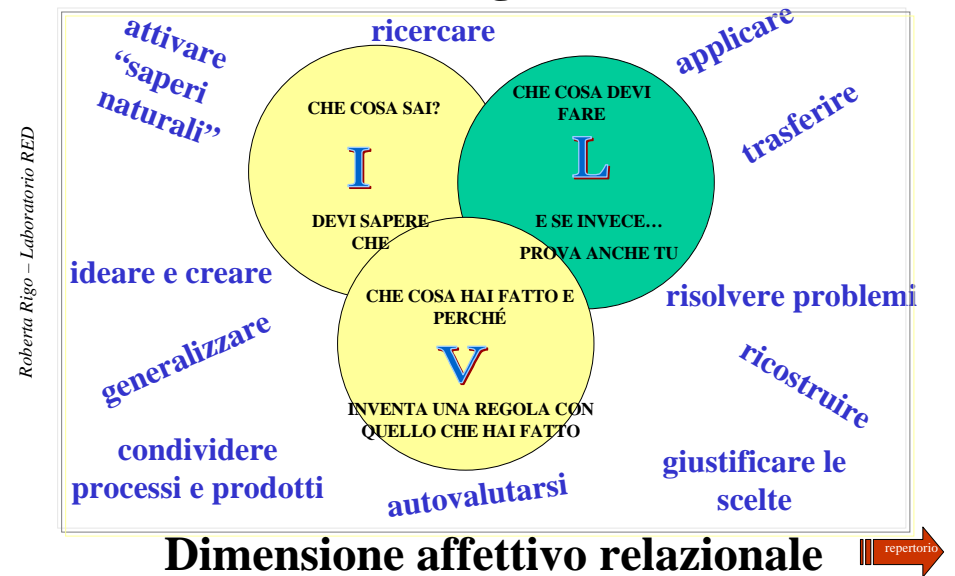 ricercare
attivare
“saperi
naturali”
applicare
trasferire
CHE COSA SAI?
I
DEVI SAPERE
CHE
CHE COSA DEVI
FARE
L
E SE INVECE…
PROVA ANCHE TU
CHE COSA HAI FATTO E
PERCHÉ
V
INVENTA UNA REGOLA CON
QUELLO CHE HAI FATTO
ideare e creare
risolvere problemi
generalizzare
ricostruire
condividere
processi e prodotti
autovalutarsi
giustificare le
scelte
Roberta Rigo – Laboratorio RED
Dimensione affettivo relazionale
repertorio